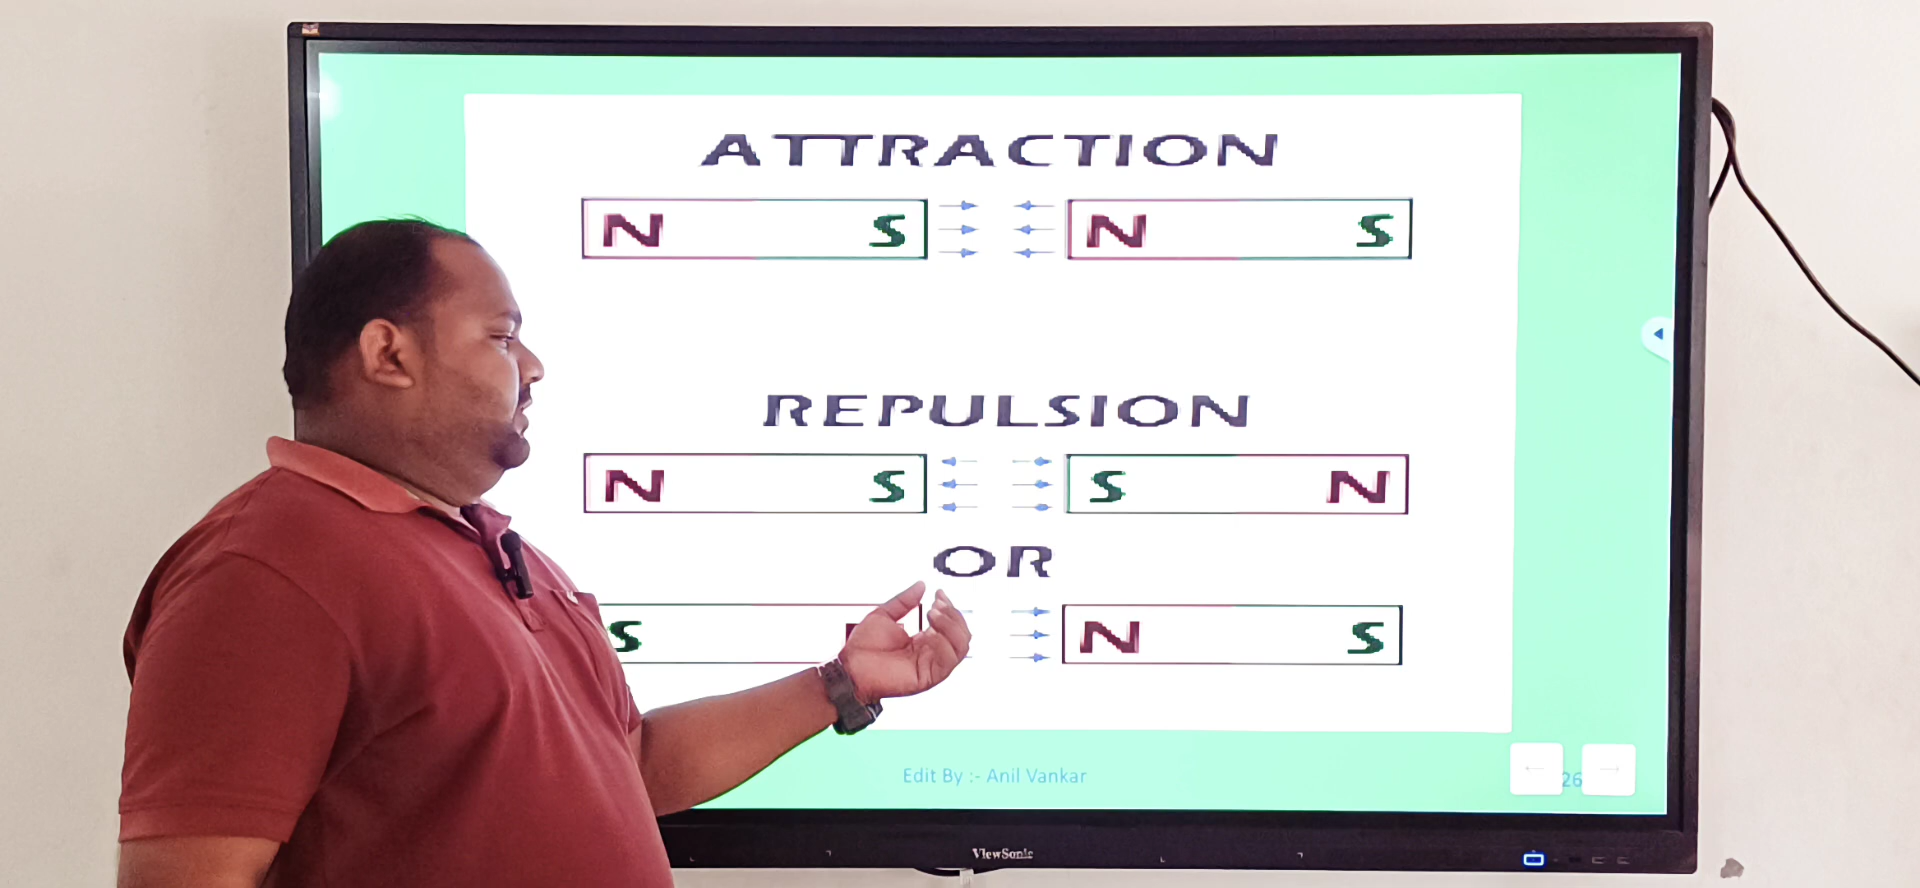 ATTRACTION
N S N S
REPULSION
N S S N
OR
S N S
Edit By :- Anil Vankar
26
ViewSonic